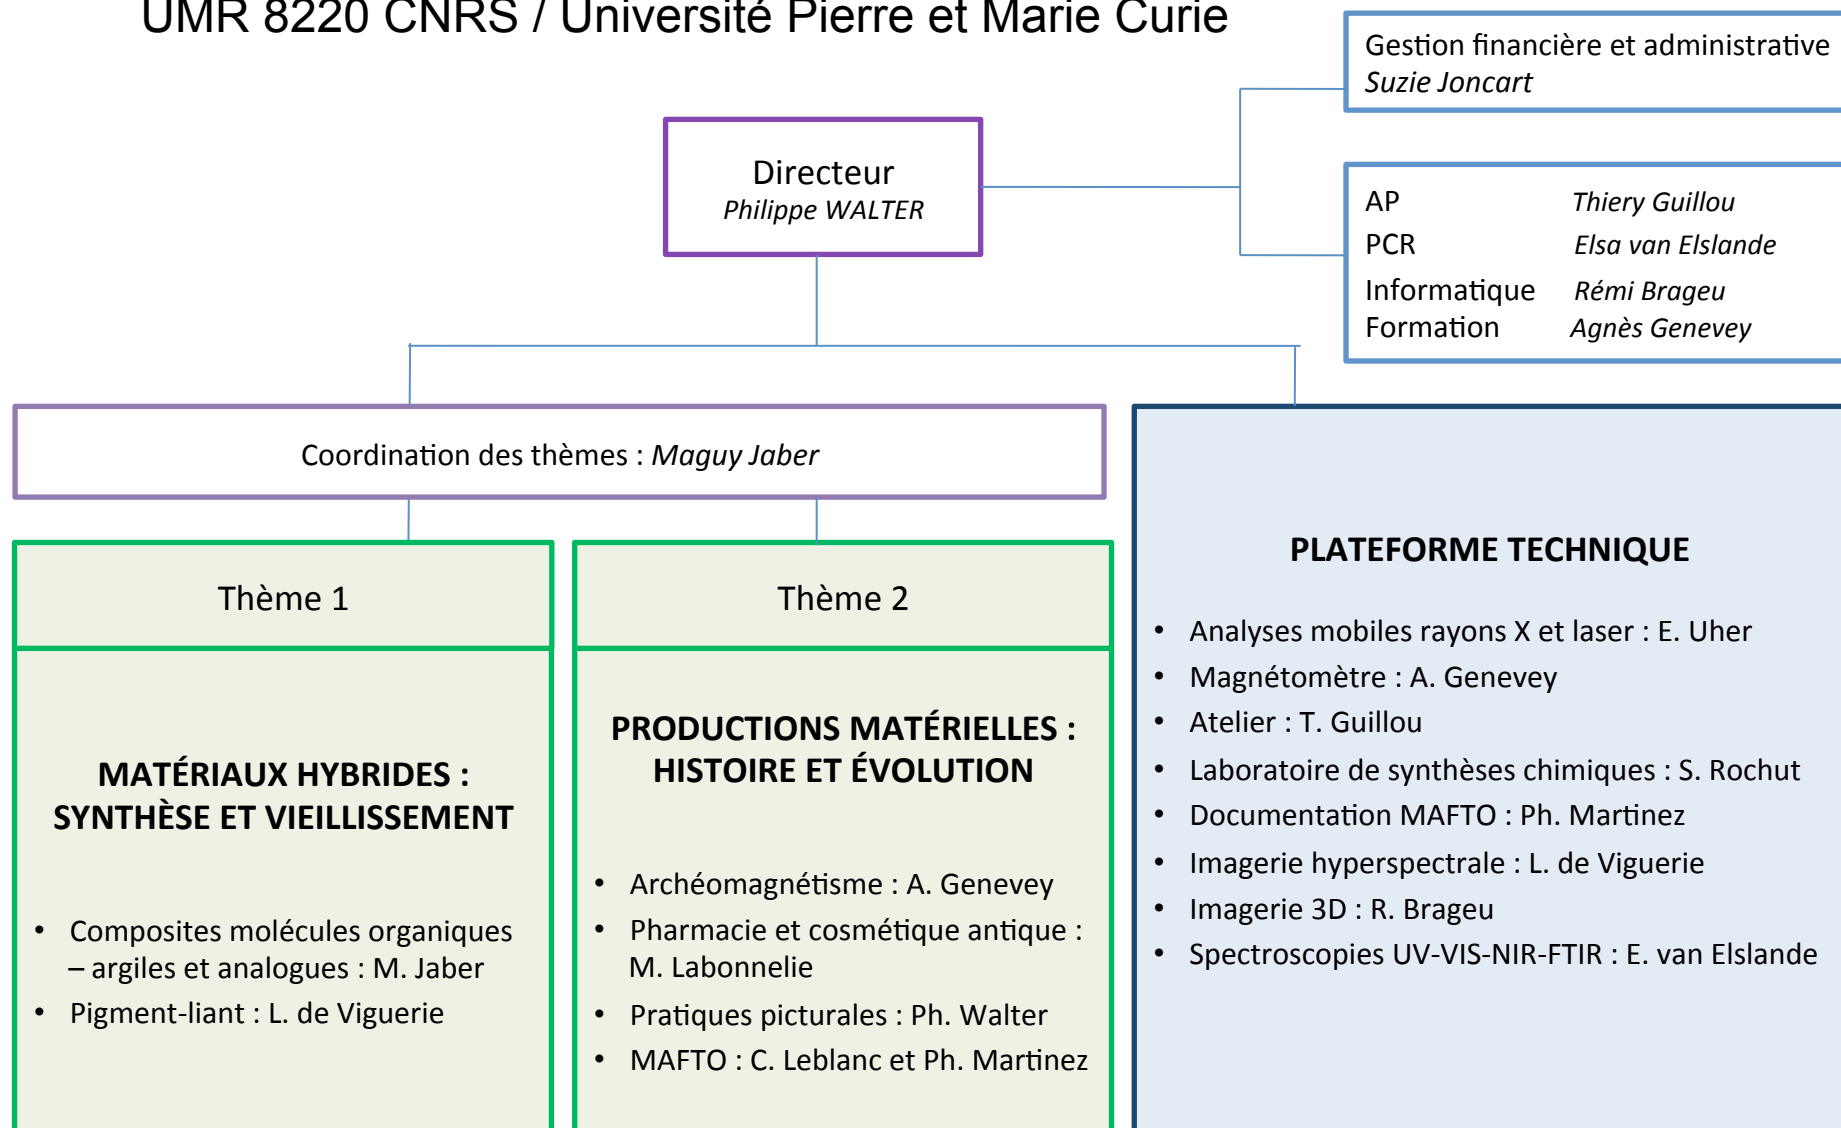 UMR 8220 CNRS / Université Pierre et Marie Curie
Gestion financière et administrative
Suzie Joncart
Directeur
Philippe WALTER
AP Thiery Guillou
PCR Elsa van Elslande
Informatique Rémi Brageu
Formation Agnès Genevey
Coordination des thèmes : Maguy Jaber
Thème 1
MATÉRIAUX HYBRIDES :
SYNTHÈSE ET VIEILLISSEMENT
• Composites molécules organiques
– argiles et analogues : M. Jaber
• Pigment-liant : L. de Viguerie
Thème 2
PRODUCTIONS MATÉRIELLES :
HISTOIRE ET ÉVOLUTION
• Archéomagnétisme : A. Genevey
• Pharmacie et cosmétique antique :
M. Labonnelie
• Pratiques picturales : Ph. Walter
• MAFTO : C. Leblanc et Ph. Martinez
PLATEFORME TECHNIQUE
• Analyses mobiles rayons X et laser : E. Uher
• Magnétomètre : A. Genevey
• Atelier : T. Guillou
• Laboratoire de synthèses chimiques : S. Rochut
• Documentation MAFTO : Ph. Martinez
• Imagerie hyperspectrale : L. de Viguerie
• Imagerie 3D : R. Brageu
• Spectroscopies UV-VIS-NIR-FTIR : E. van Elslande